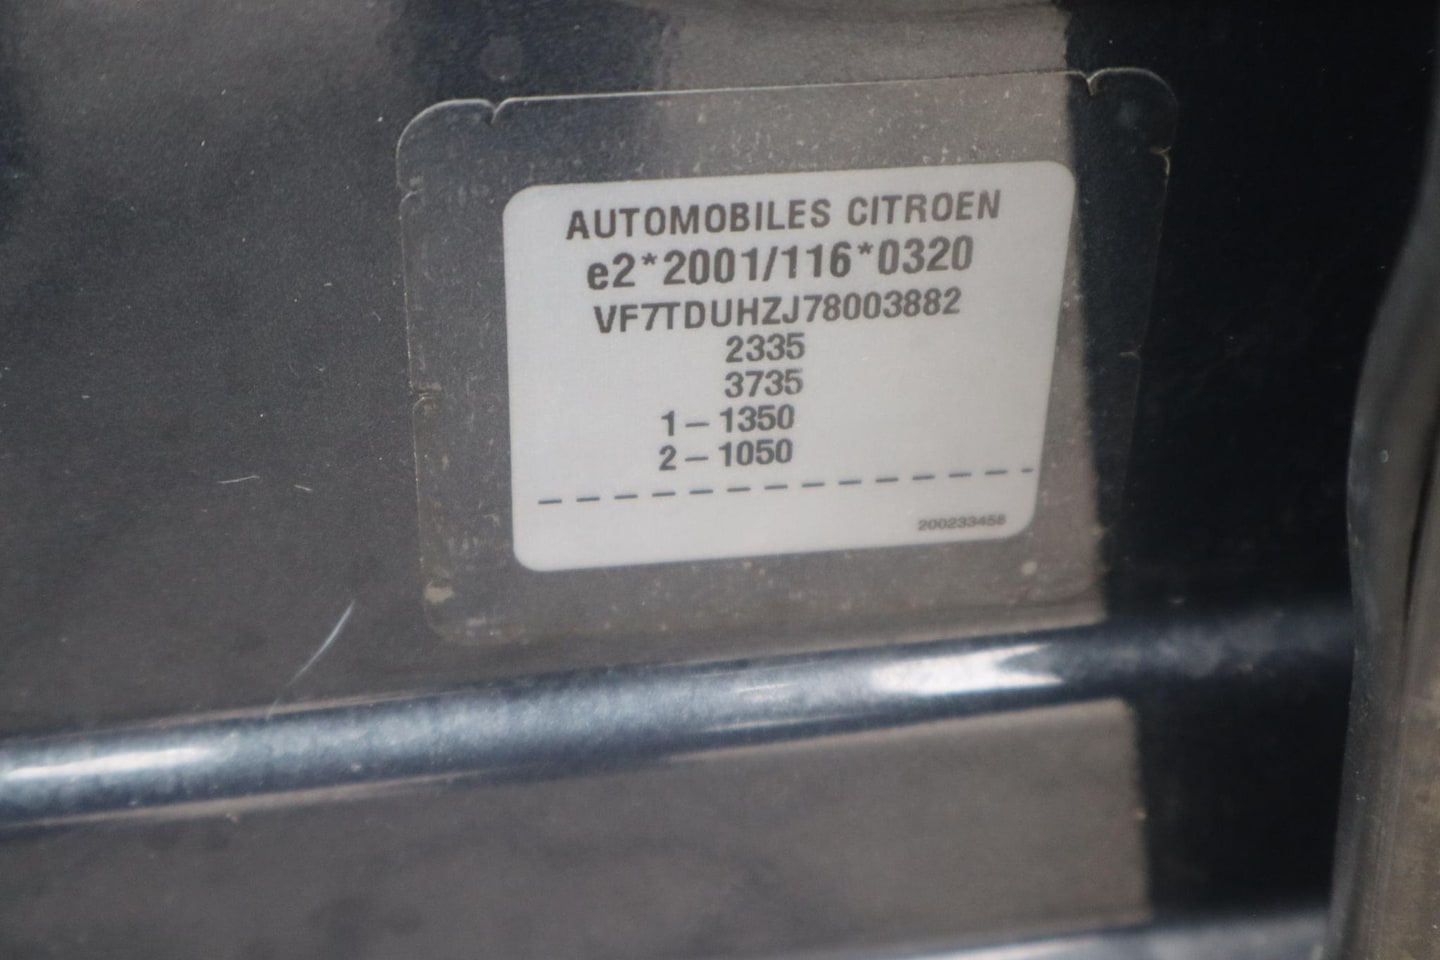 AUTOMOBILES CITROEN
e2*2001/116*0320
VF7TDUHZJ78003882
2335
3735
1 – 1350
2 – 1050
200233458